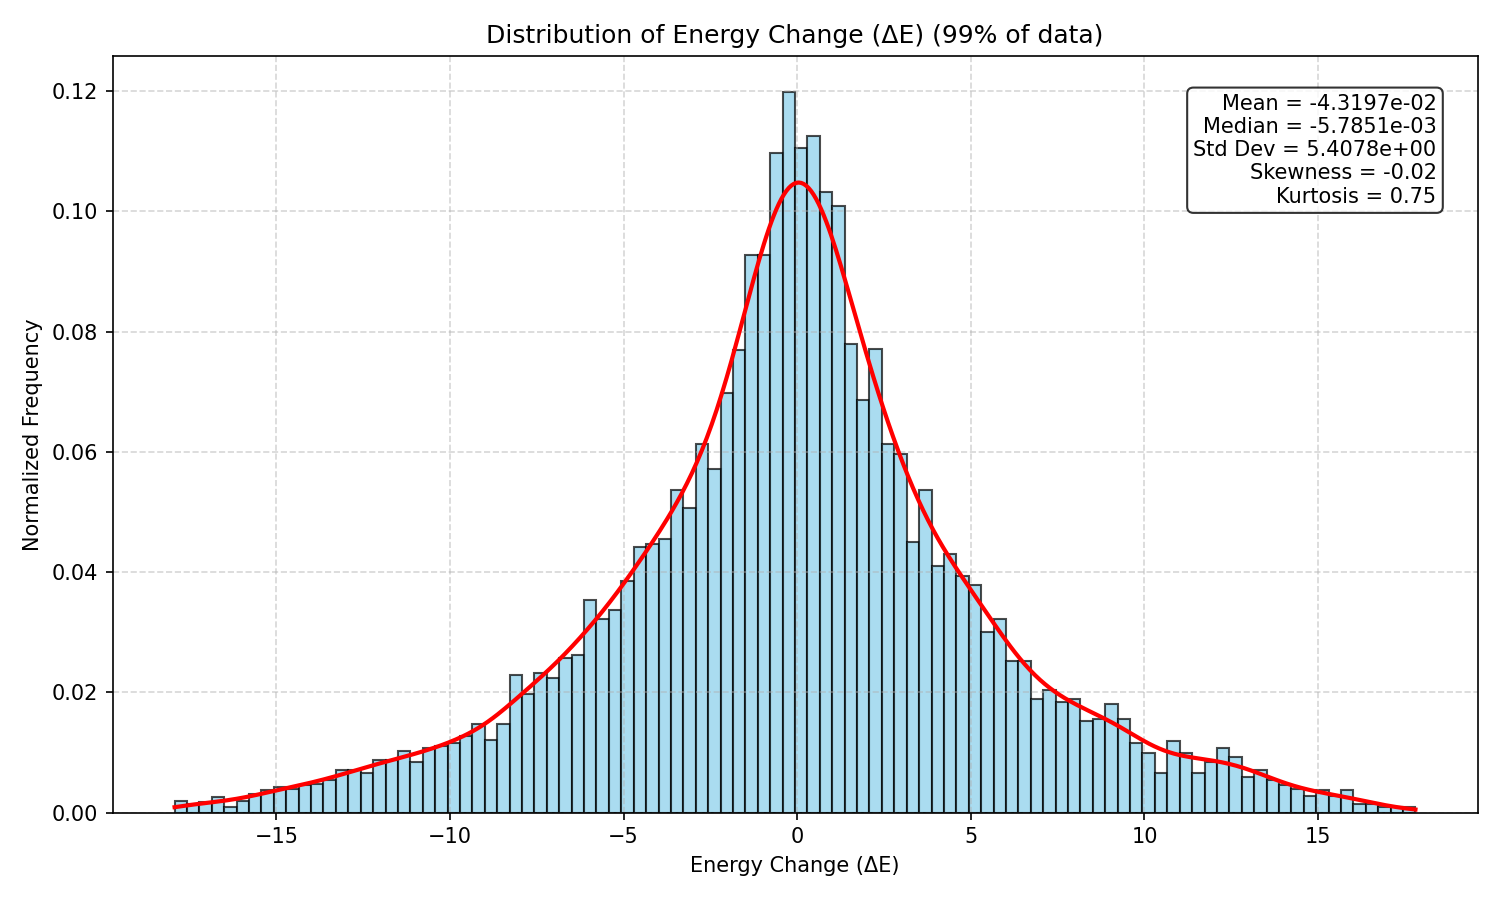 Distribution of Energy Change (ΔE) (99% of data)
Mean = -4.3197e-02
Median = -5.7851e-03
Std Dev = 5.4078e+00
Skewness = -0.02
Kurtosis = 0.75
Normalized Frequency
0.12
0.10
0.08
0.06
0.04
0.02
0.00
−15
−10
−5
0
5
10
15
Energy Change (ΔE)